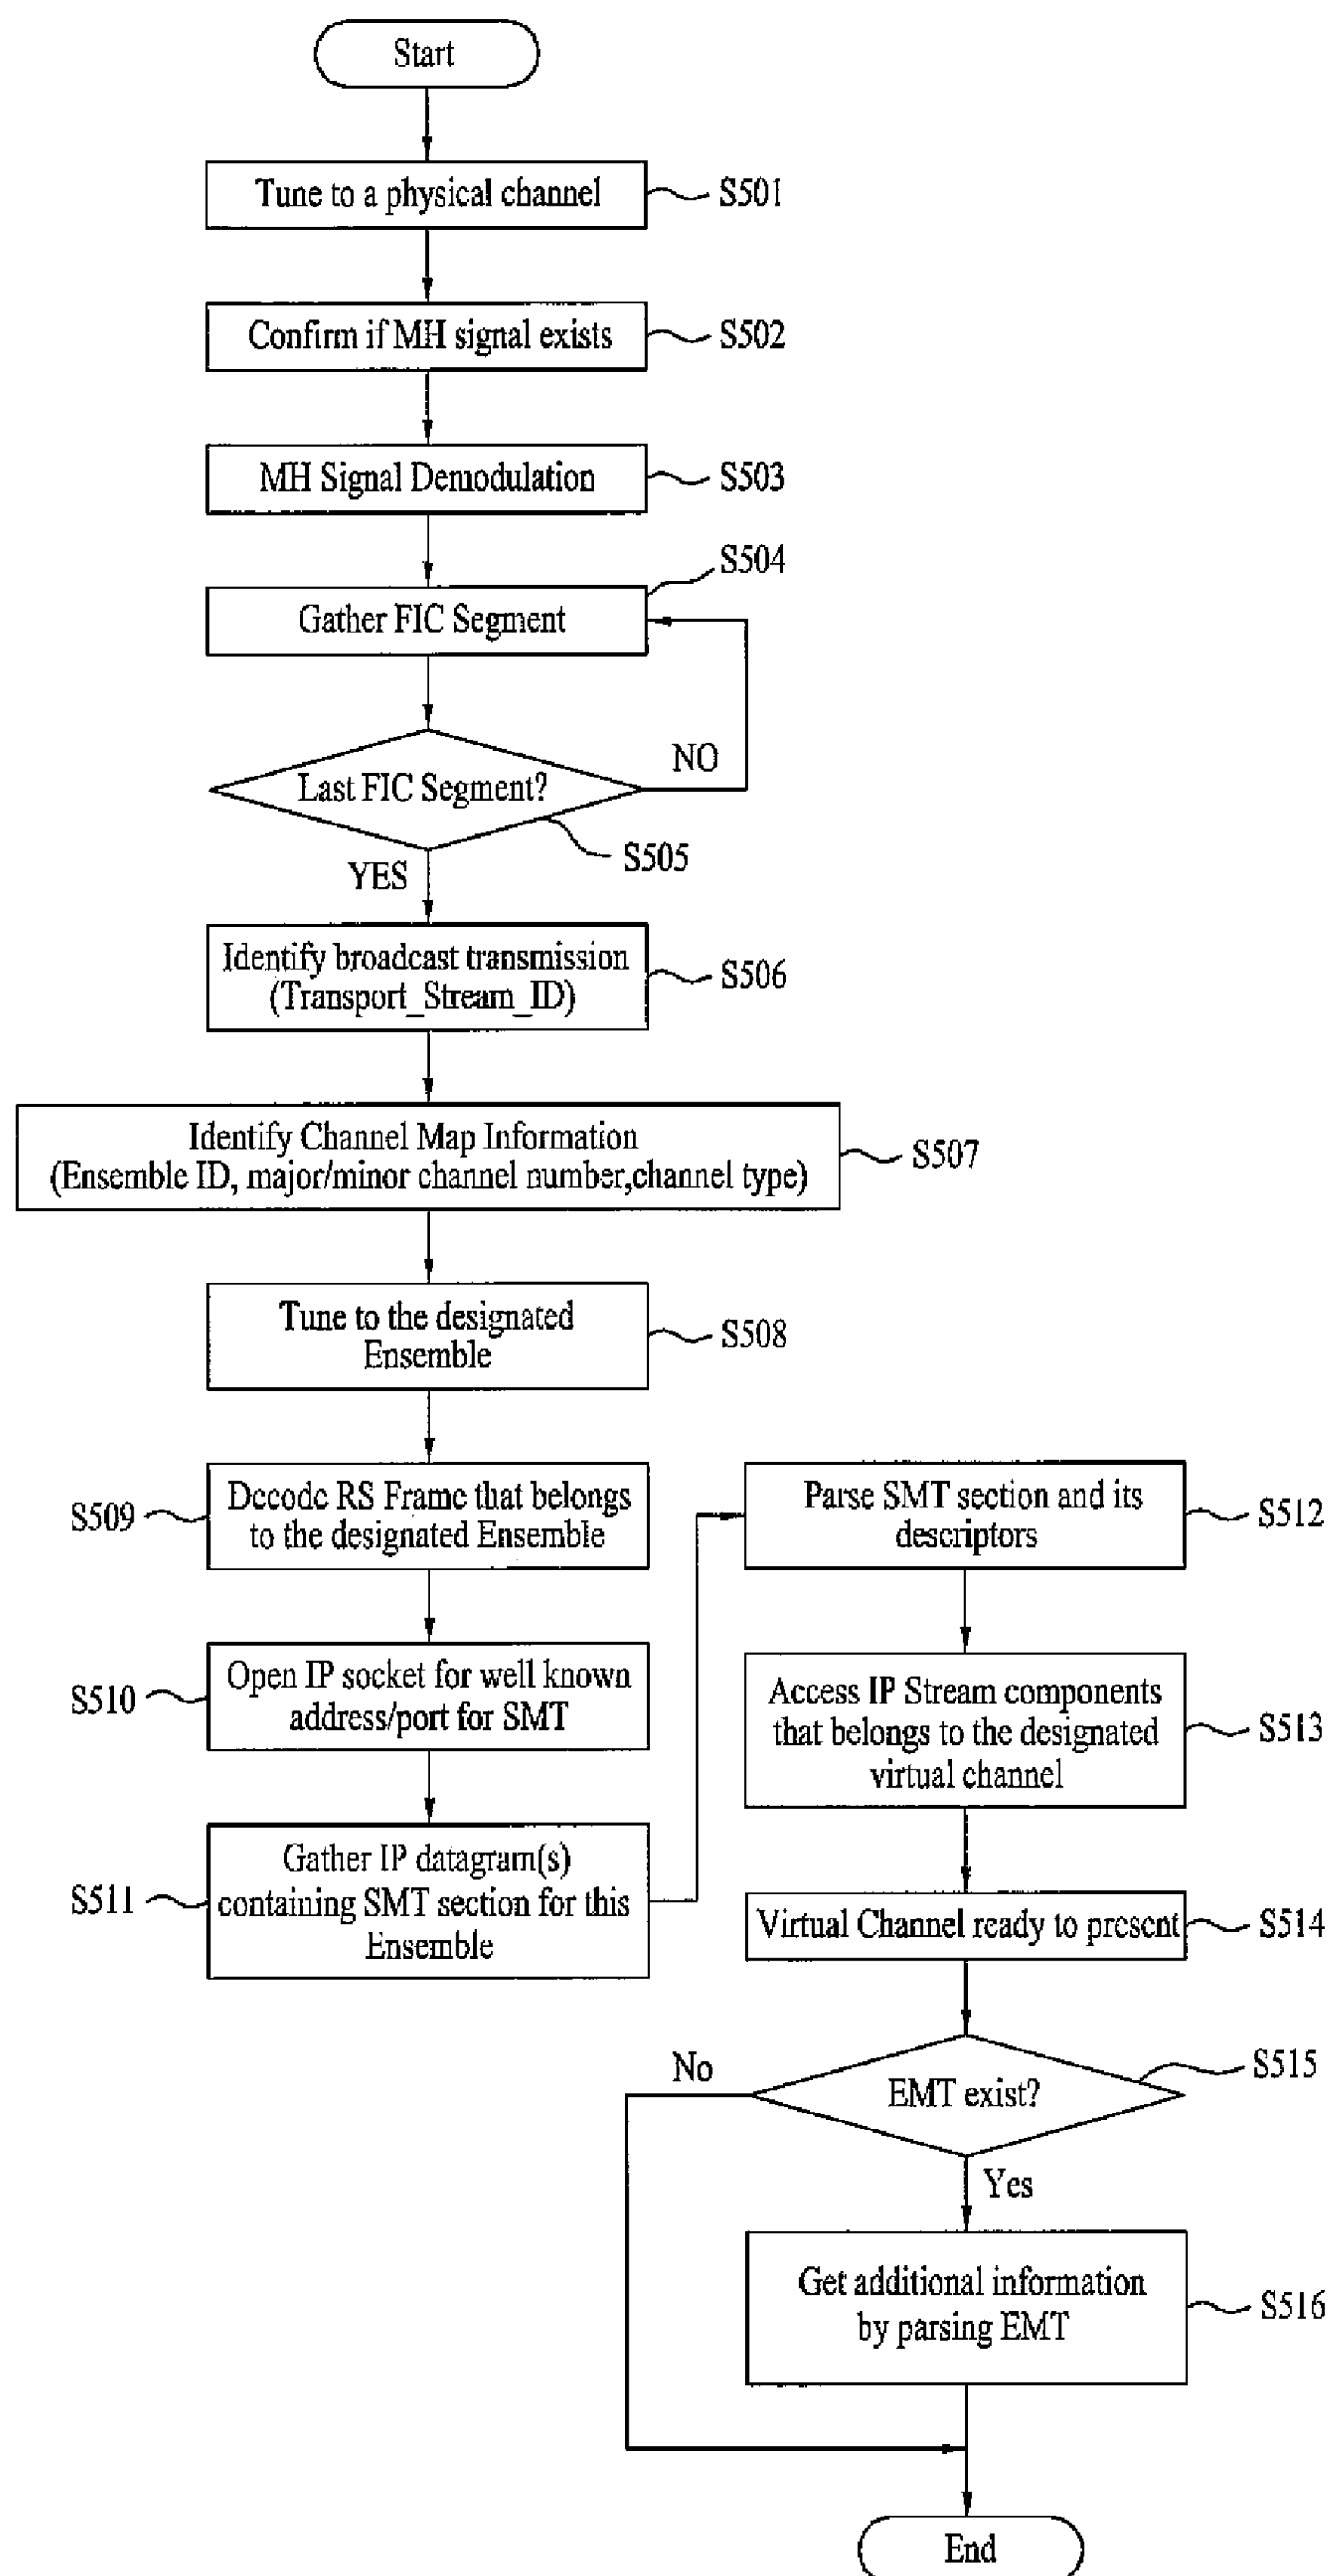 Start
Tune to a physical channel
S501
Confirm if MH signal exists
S502
MH Signal Demodulation
S503
S504
Gather FIC Segment
NO
Last FIC Segment?
S505
YES
Identify broadcast transmission
(Transport_Stream_ID)
S506
Identify Channel Map Information
(Ensemble ID, major/minor channel number,channel type)
S507
Tune to the designated
Ensemble
S508
S509
Decode RS Frame that belongs
to the designated Ensemble
S510
Open IP socket for well known
address/port for SMT
S511
Gather IP datagram(s)
containing SMT section for this
Ensemble
Parse SMT section and its
descriptors
S512
Access IP Stream components
that belongs to the designated
virtual channel
S513
Virtual Channel ready to present
S514
No
EMT exist?
S515
Yes
Get additional information
by parsing EMT
S516
End